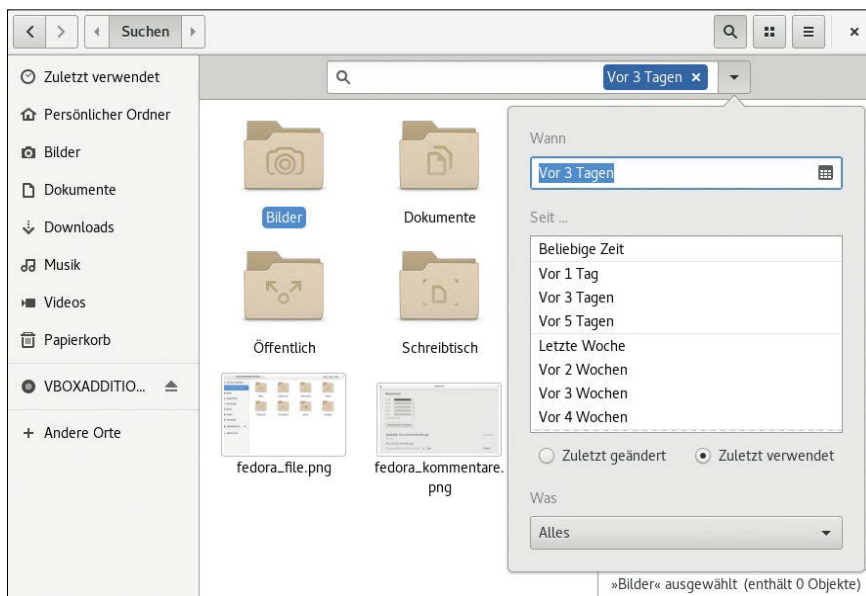 Suchen
Zuletzt verwendet
Persönlicher Ordner
Bilder
Dokumente
Downloads
Musik
Videos
Papierkorb
VBOXADDITIO...
+ Andere Orte
Vor 3 Tagen
Bilder
Dokumente
Öffentlich
Schreibtisch
fedora_file.png
fedora_kommentare.
png
Wann
Vor 3 Tagen
Seit ...
Beliebige Zeit
Vor 1 Tag
Vor 3 Tagen
Vor 5 Tagen
Letzte Woche
Vor 2 Wochen
Vor 3 Wochen
Vor 4 Wochen
Zuletzt geändert
Zuletzt verwendet
Was
Alles
»Bilder« ausgewählt (enthält 0 Objekte)